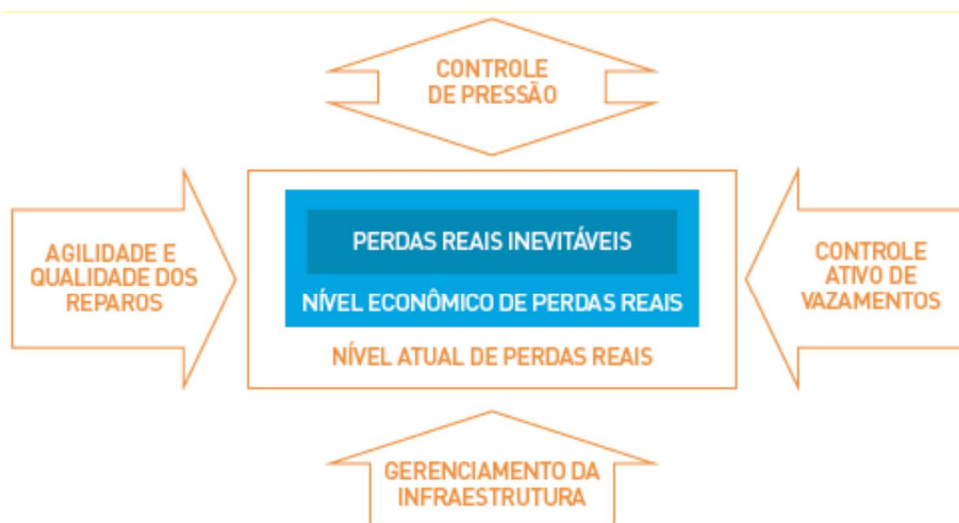 CONTROLE
DE PRESSÃO
AGILIDADE E
QUALIDADE DOS
REPAROS
PERDAS REAIS INEVITÁVEIS
NÍVEL ECONÔMICO DE PERDAS REAIS
NÍVEL ATUAL DE PERDAS REAIS
CONTROLE
ATIVO DE
VAZAMENTOS
GERENCIAMENTO DA
INFRAESTRUTURA